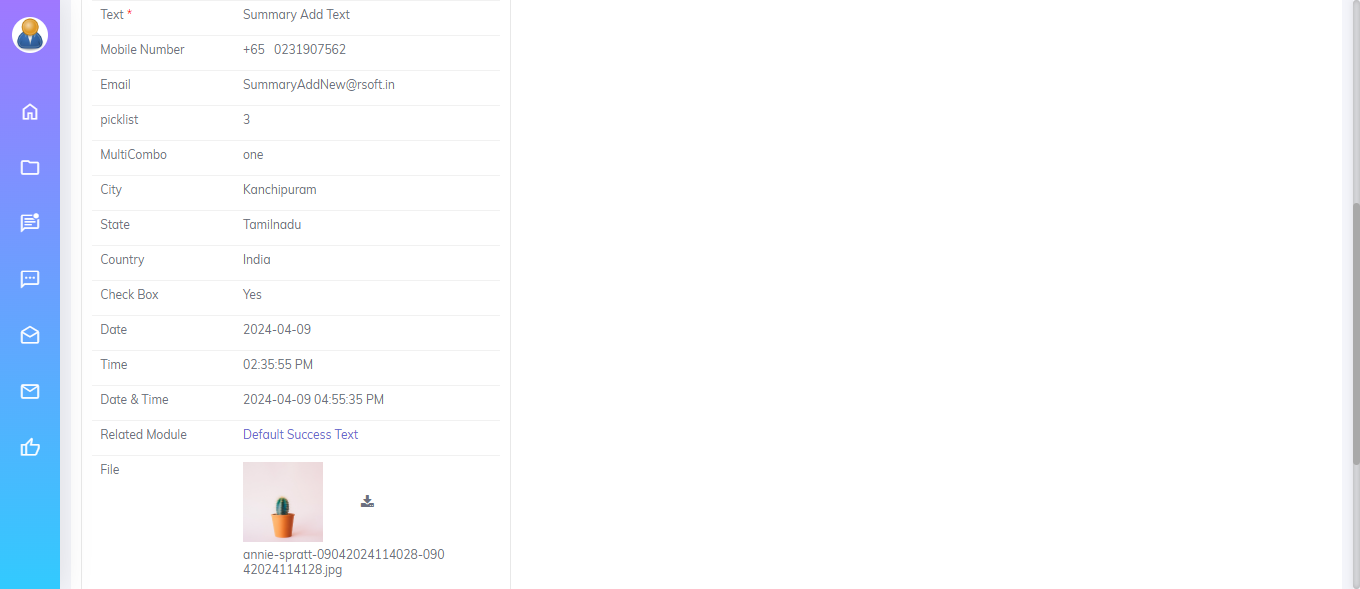 Text * Summary Add Text
Mobile Number +65 0231907562
Email SummaryAddNew@rsoft.in
picklist 3
MultiCombo one
City Kanchipuram
State Tamilnadu
Country India
Check Box Yes
Date 2024-04-09
Time 02:35:55 PM
Date & Time 2024-04-09 04:55:35 PM
Related Module Default Success Text
File
annie-spratt-09042024114028-090
42024114128.jpg